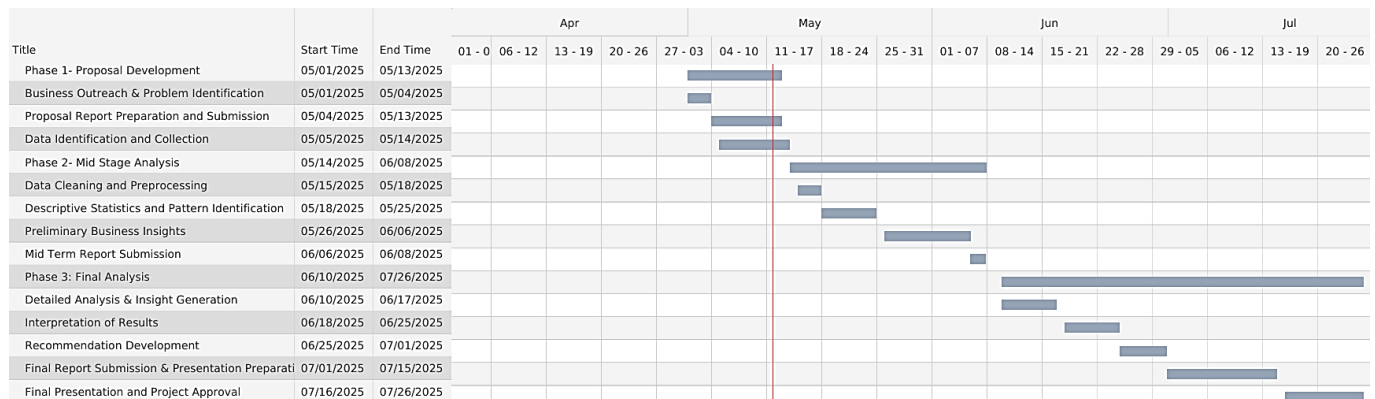 Apr May Jun Jul
Title Start Time End Time 01 - 0 06 - 12 13 - 19 20 - 26 27 - 03 04 - 10 11 - 17 18 - 24 25 - 31 01 - 07 08 - 14 15 - 21 22 - 28 29 - 05 06 - 12 13 - 19 20 - 26
Phase 1- Proposal Development 05/01/2025 05/13/2025
Business Outreach & Problem Identification 05/01/2025 05/04/2025
Proposal Report Preparation and Submission 05/04/2025 05/13/2025
Data Identification and Collection 05/05/2025 05/14/2025
Phase 2- Mid Stage Analysis 05/14/2025 06/08/2025
Data Cleaning and Preprocessing 05/15/2025 05/18/2025
Descriptive Statistics and Pattern Identification 05/18/2025 05/25/2025
Preliminary Business Insights 05/26/2025 06/06/2025
Mid Term Report Submission 06/06/2025 06/08/2025
Phase 3: Final Analysis 06/10/2025 07/26/2025
Detailed Analysis & Insight Generation 06/10/2025 06/17/2025
Interpretation of Results 06/18/2025 06/25/2025
Recommendation Development 06/25/2025 07/01/2025
Final Report Submission & Presentation Preparati 07/01/2025 07/15/2025
Final Presentation and Project Approval 07/16/2025 07/26/2025